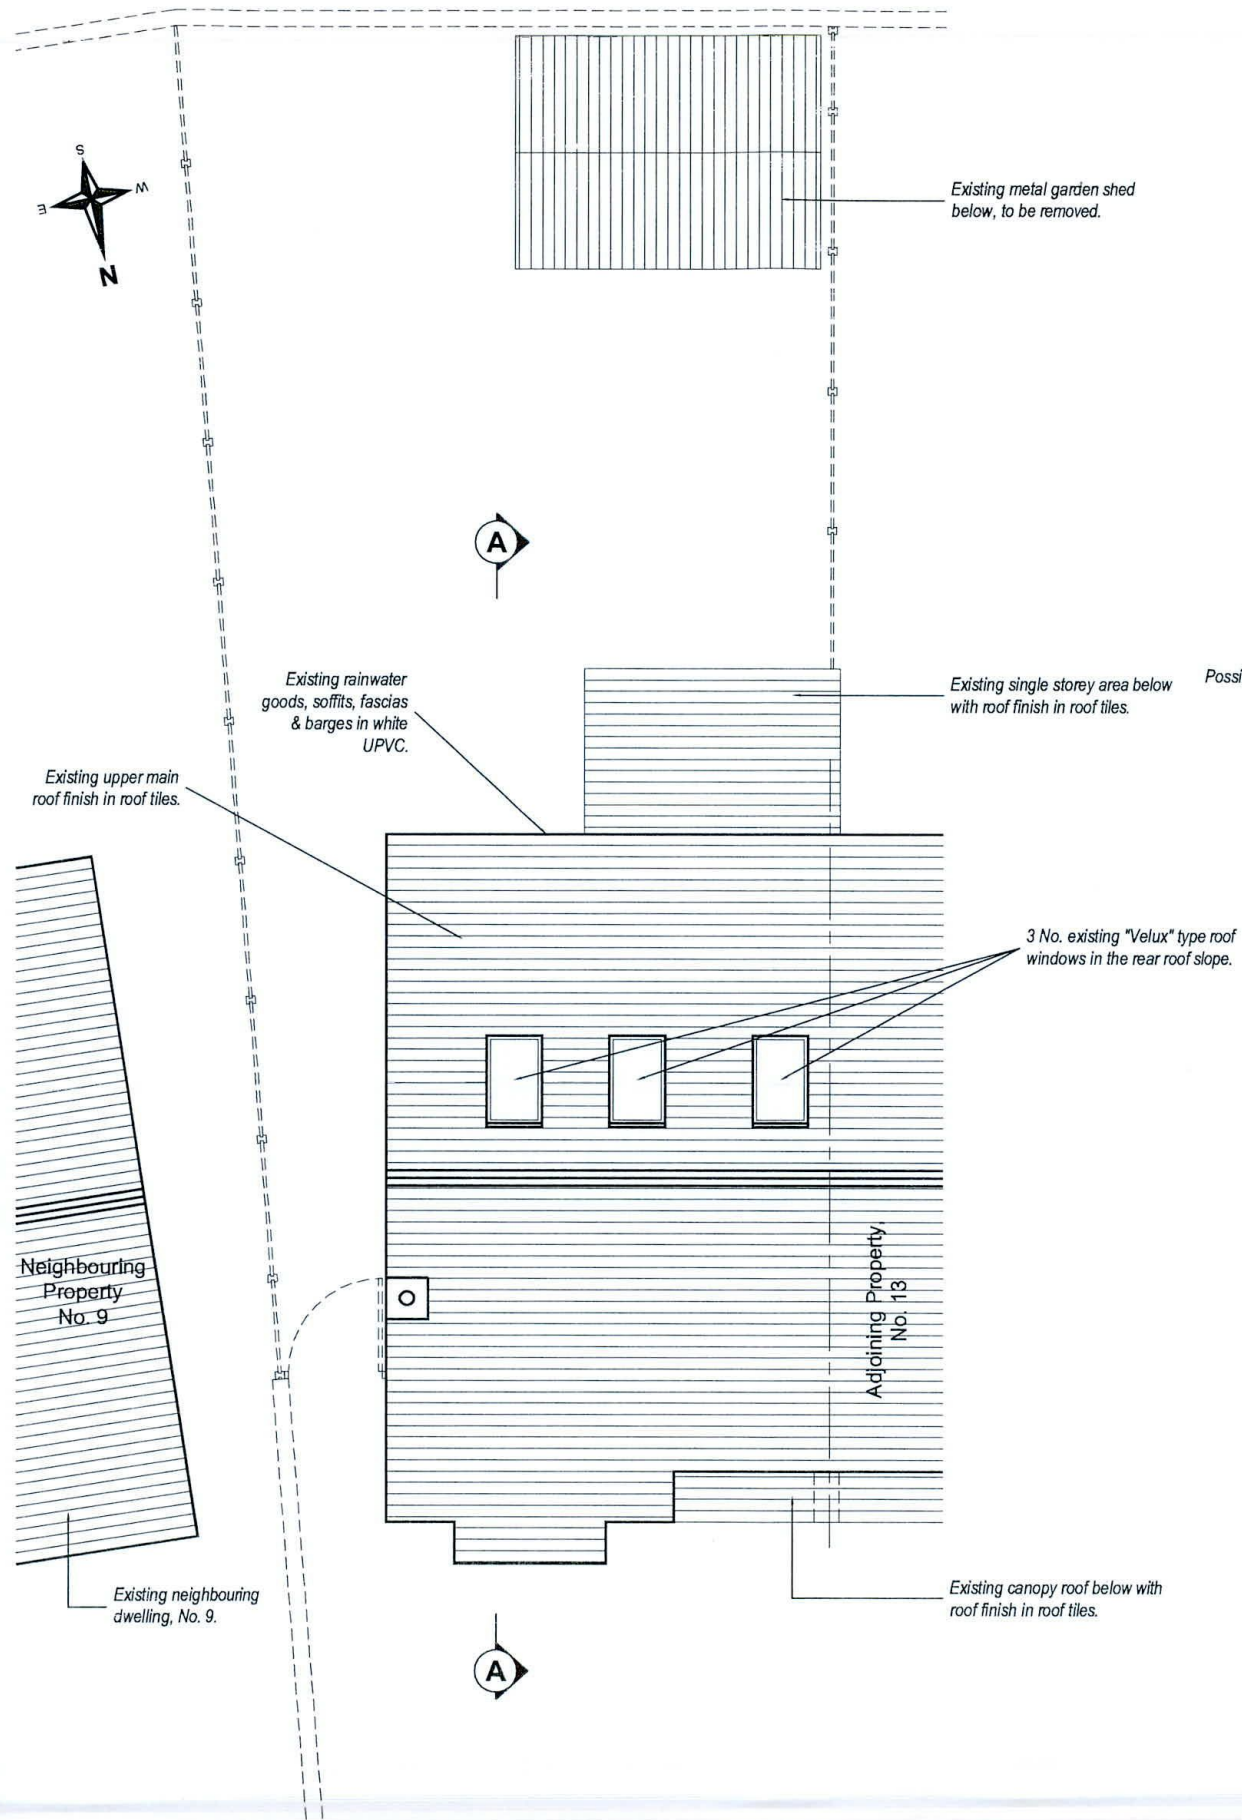 S
W
E
N
Existing metal garden shed
below, to be removed.
A
Existing rainwater
goods, soffits, fascias
& barges in white
UPVC.
Existing single storey area below
with roof finish in roof tiles.
Possi
Existing upper main
roof finish in roof tiles.
3 No. existing "Velux" type roof
windows in the rear roof slope.
Neighbouring
Property
No. 9
Adjoining Property,
No. 13
Existing neighbouring
dwelling, No. 9.
Existing canopy roof below with
roof finish in roof tiles.
A